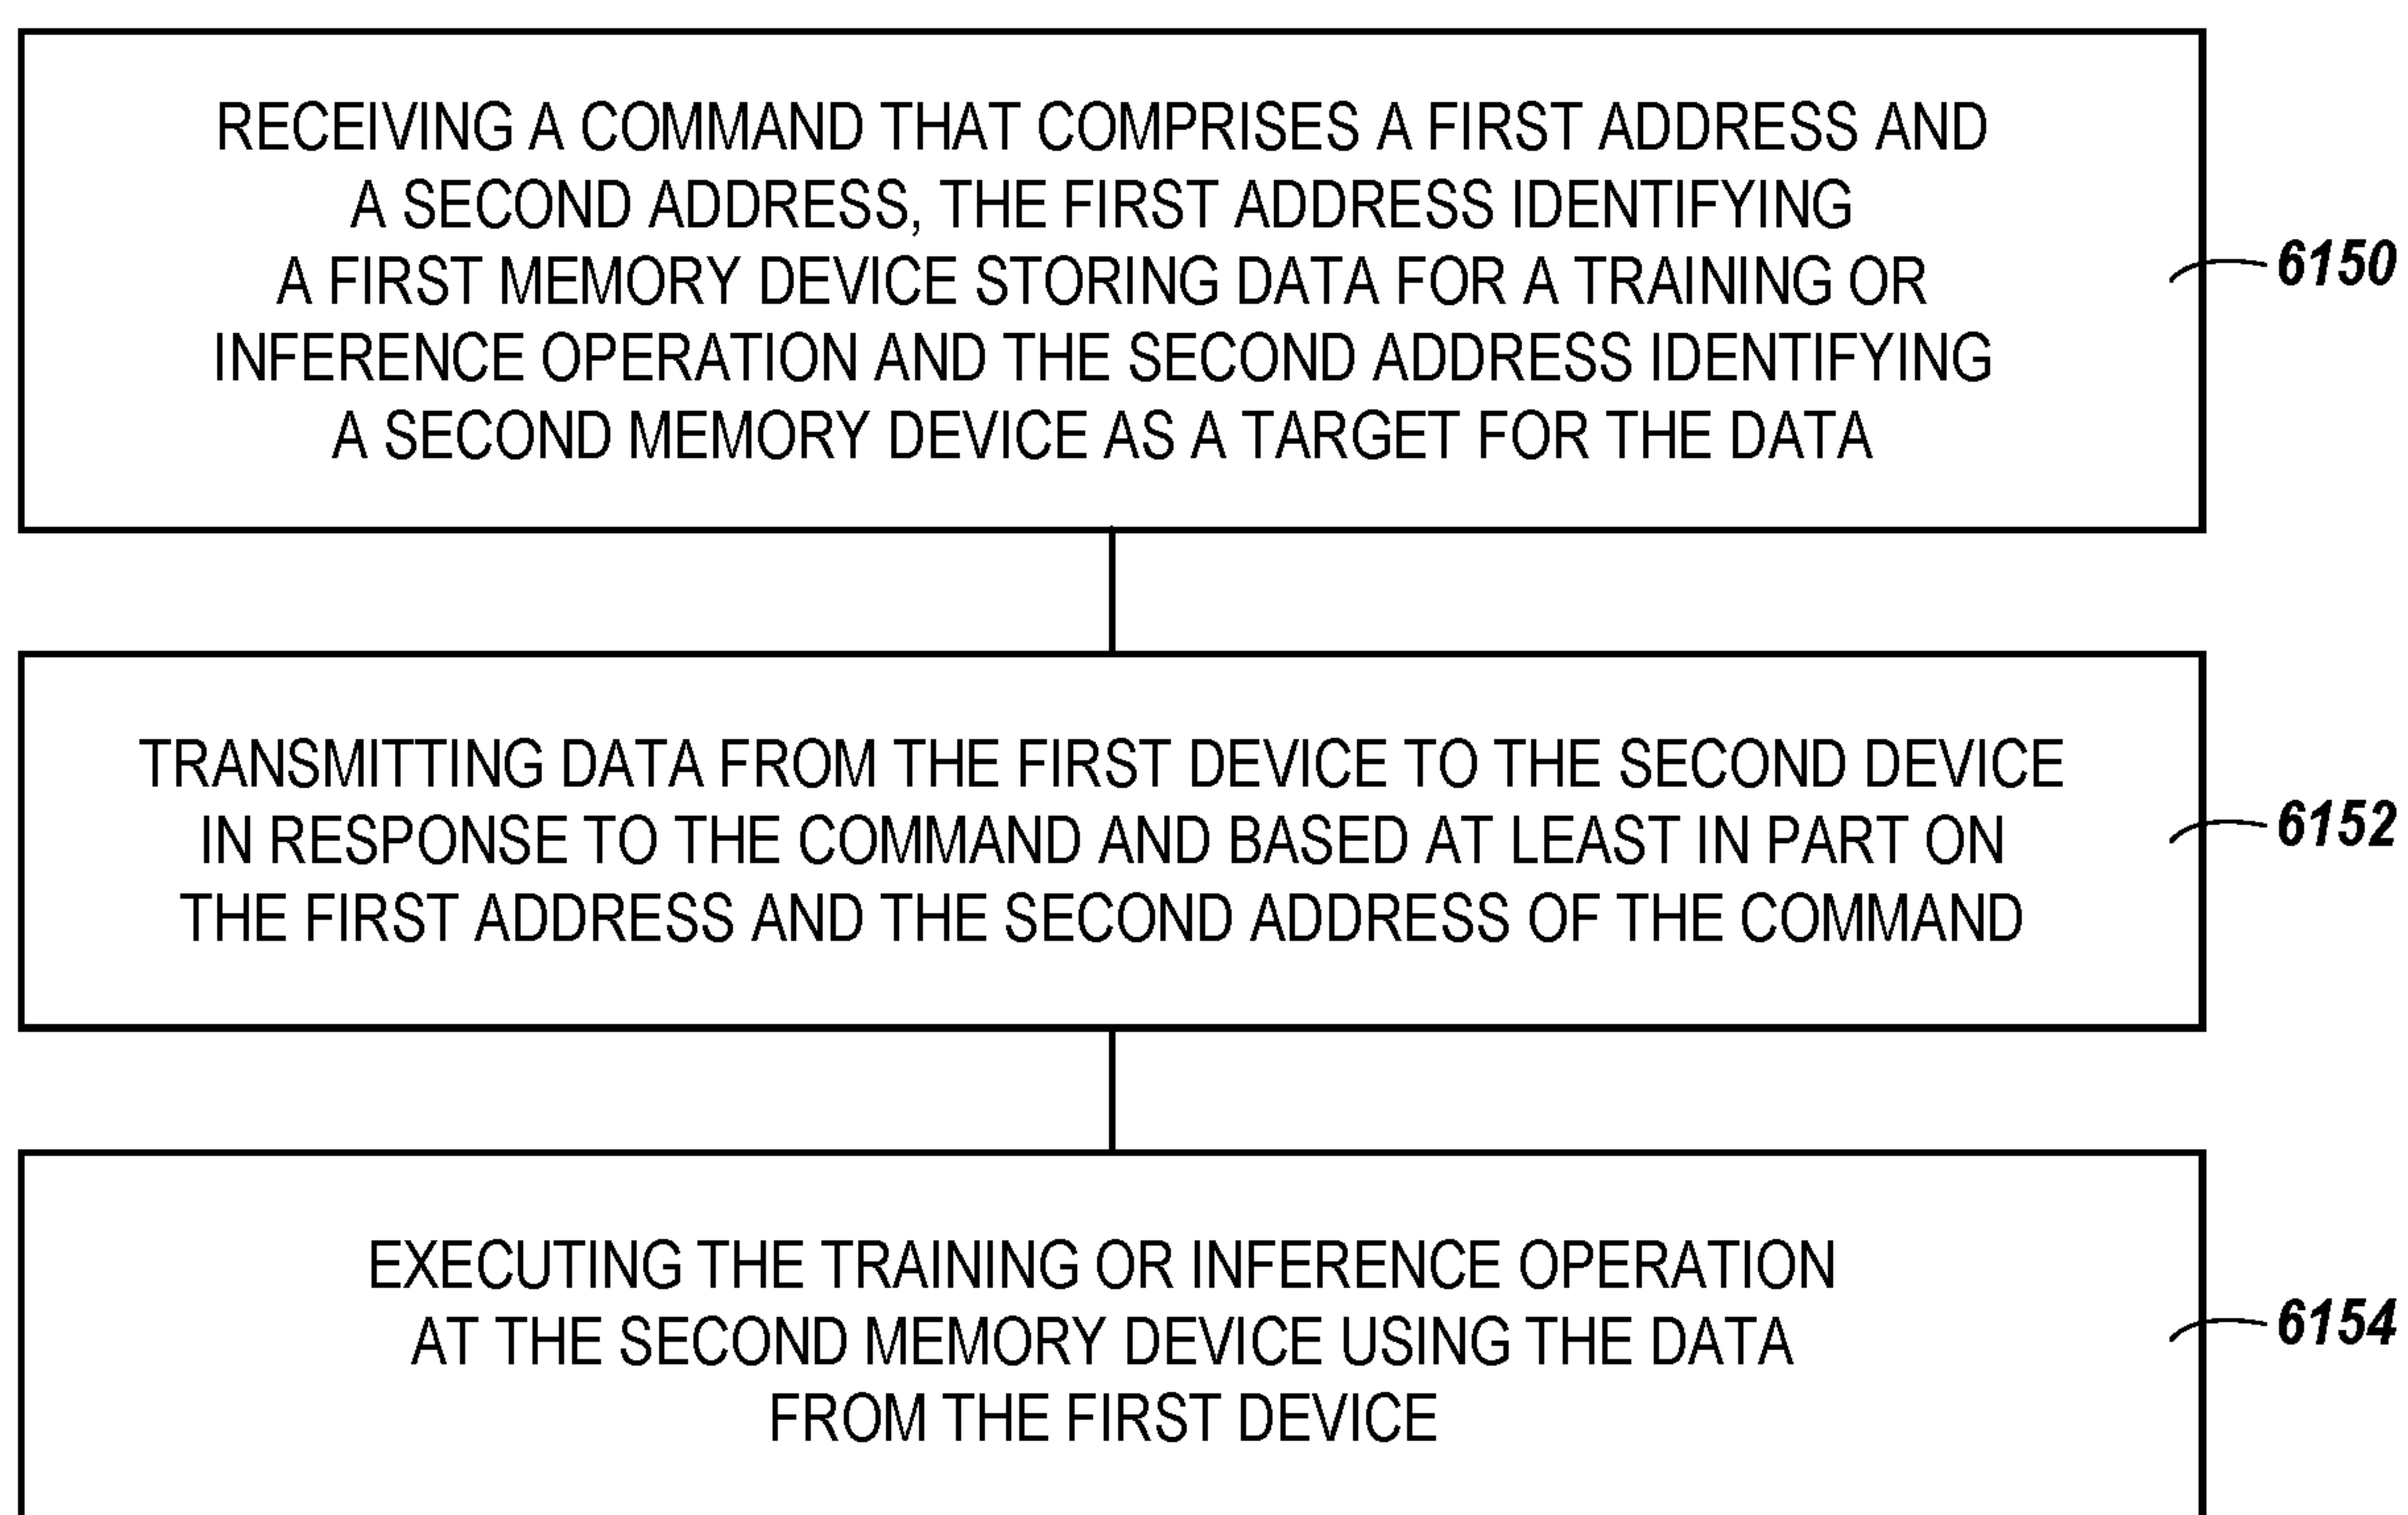 RECEIVING A COMMAND THAT COMPRISES A FIRST ADDRESS AND
A SECOND ADDRESS, THE FIRST ADDRESS IDENTIFYING
A FIRST MEMORY DEVICE STORING DATA FOR A TRAINING OR
INFERENCE OPERATION AND THE SECOND ADDRESS IDENTIFYING
A SECOND MEMORY DEVICE AS A TARGET FOR THE DATA
6150
TRANSMITTING DATA FROM THE FIRST DEVICE TO THE SECOND DEVICE
IN RESPONSE TO THE COMMAND AND BASED AT LEAST IN PART ON
THE FIRST ADDRESS AND THE SECOND ADDRESS OF THE COMMAND
6152
EXECUTING THE TRAINING OR INFERENCE OPERATION
AT THE SECOND MEMORY DEVICE USING THE DATA
FROM THE FIRST DEVICE
6154